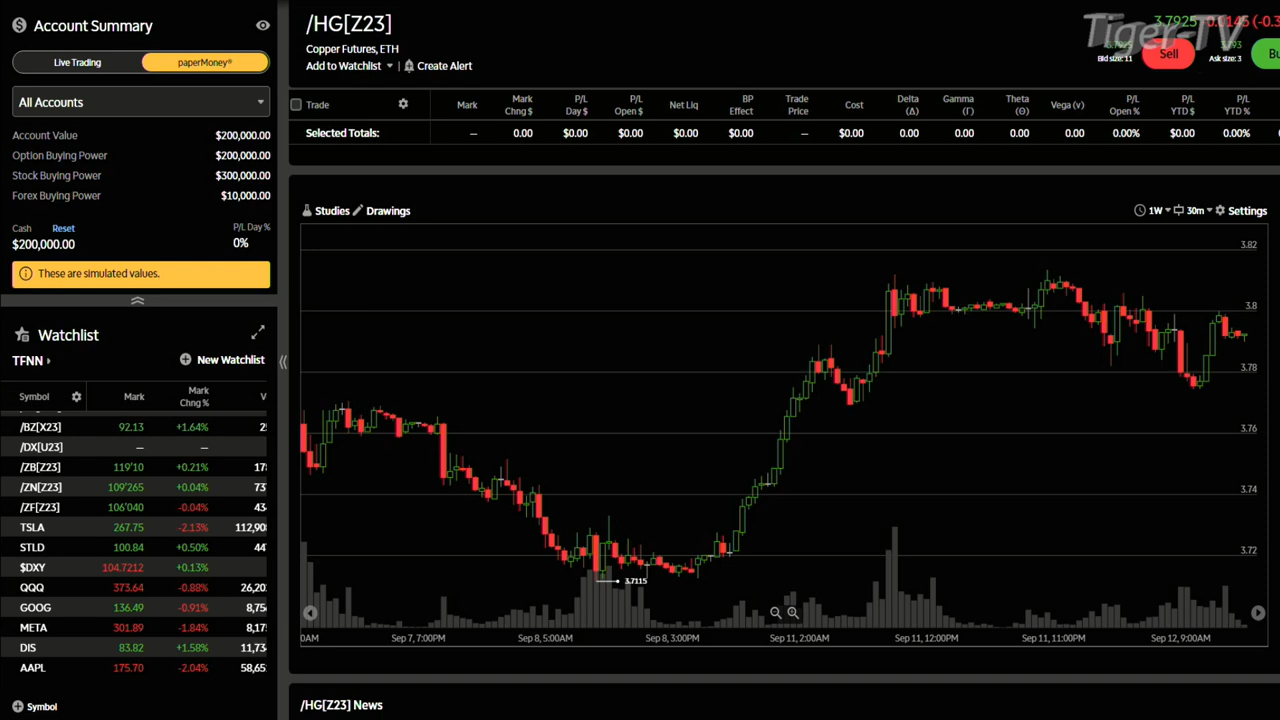 Account Summary
Live Trading
paperMoney®
All Accounts
Account Value $200,000.00
Option Buying Power $200,000.00
Stock Buying Power $300,000.00
Forex Buying Power $10,000.00
Cash Reset P/L Day %
$200,000.00 0%
These are simulated values.
Watchlist
TFNN New Watchlist
Symbol Mark Mark Chng % V
/BZ[X23] 92.13 +1.64%
/DX[U23] — —
/ZB[Z23] 119'10 +0.21%
/ZN[Z23] 109'265 +0.04%
/ZF[Z23] 106'040 -0.04%
TSLA 267.75 -2.13% 112,90
STLD 100.84 +0.50%
$DXY 104.7212 +0.13%
QQQ 373.64 -0.88% 26,20
GOOG 136.49 -0.91% 8,75
META 301.89 -1.84% 8,17
DIS 83.82 +1.58% 11,73
AAPL 175.70 -2.04% 58,65
Symbol
/HG[Z23]
Copper Futures, ETH
Add to Watchlist Create Alert
Tiger-TV
3.7925
Bid size: 11 Sell 3.793 Ask size: 3
Trade Mark Mark Chng $ P/L Day $ P/L Open $ Net Liq BP Effect Trade Price Cost Delta (Δ) Gamma (Γ) Theta (Θ) Vega (v) P/L Open % P/L YTD $ P/L YTD %
Selected Totals: — 0.00 $0.00 $0.00 $0.00 $0.00 — $0.00 0.00 0.00 0.00 0.00 0.00% $0.00 0.00%
Studies Drawings 1W 30m Settings
3.82
3.8
3.78
3.76
3.74
3.72
3.7115
0AM Sep 7, 7:00PM Sep 8, 5:00AM Sep 8, 3:00PM Sep 11, 2:00AM Sep 11, 12:00PM Sep 11, 11:00PM Sep 12, 9:00AM
/HG[Z23] News